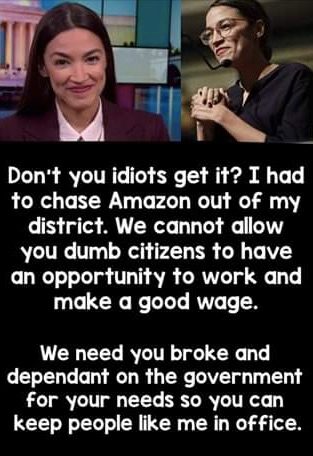 Don't you idiots get it? I had
to chase Amazon out of my
district. We cannot allow
you dumb citizens to have
an opportunity to work and
make a good wage.
We need you broke and
dependant on the government
for your needs so you can
keep people like me in office.